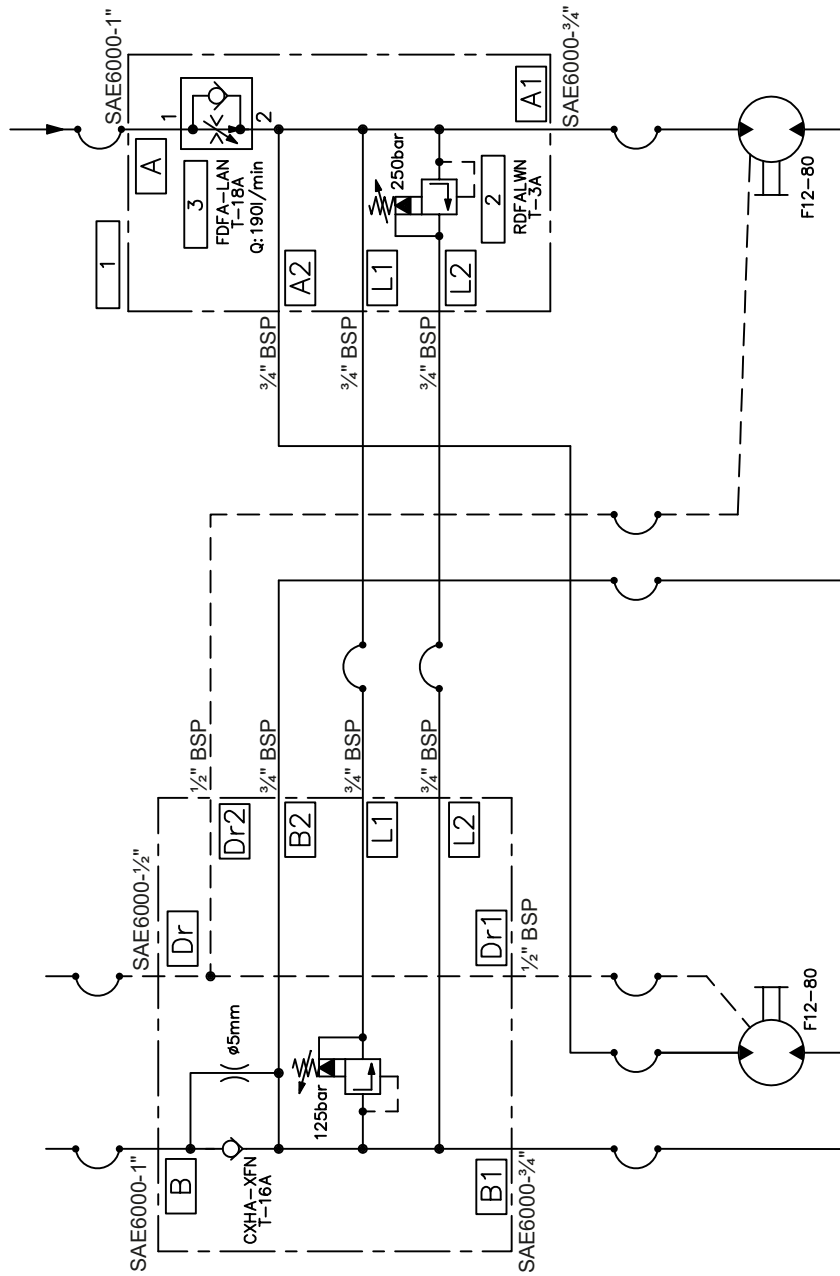 SAE6000-1"
A
1
2
3
FDFA-LAN
T-18A
Q:190l/min
1
A2
L1
L2
A1
SAE6000-¾"
250bar
2
RDFALWN
T-3A
F12-80
¾" BSP
¾" BSP
¾" BSP
½" BSP
¾" BSP
¾" BSP
¾" BSP
SAE6000-½"
Dr
Dr2
B2
L1
L2
Dr1
½" BSP
ø5mm
125bar
SAE6000-1"
B
CXHA-XFN
T-16A
B1
SAE6000-¾"
F12-80